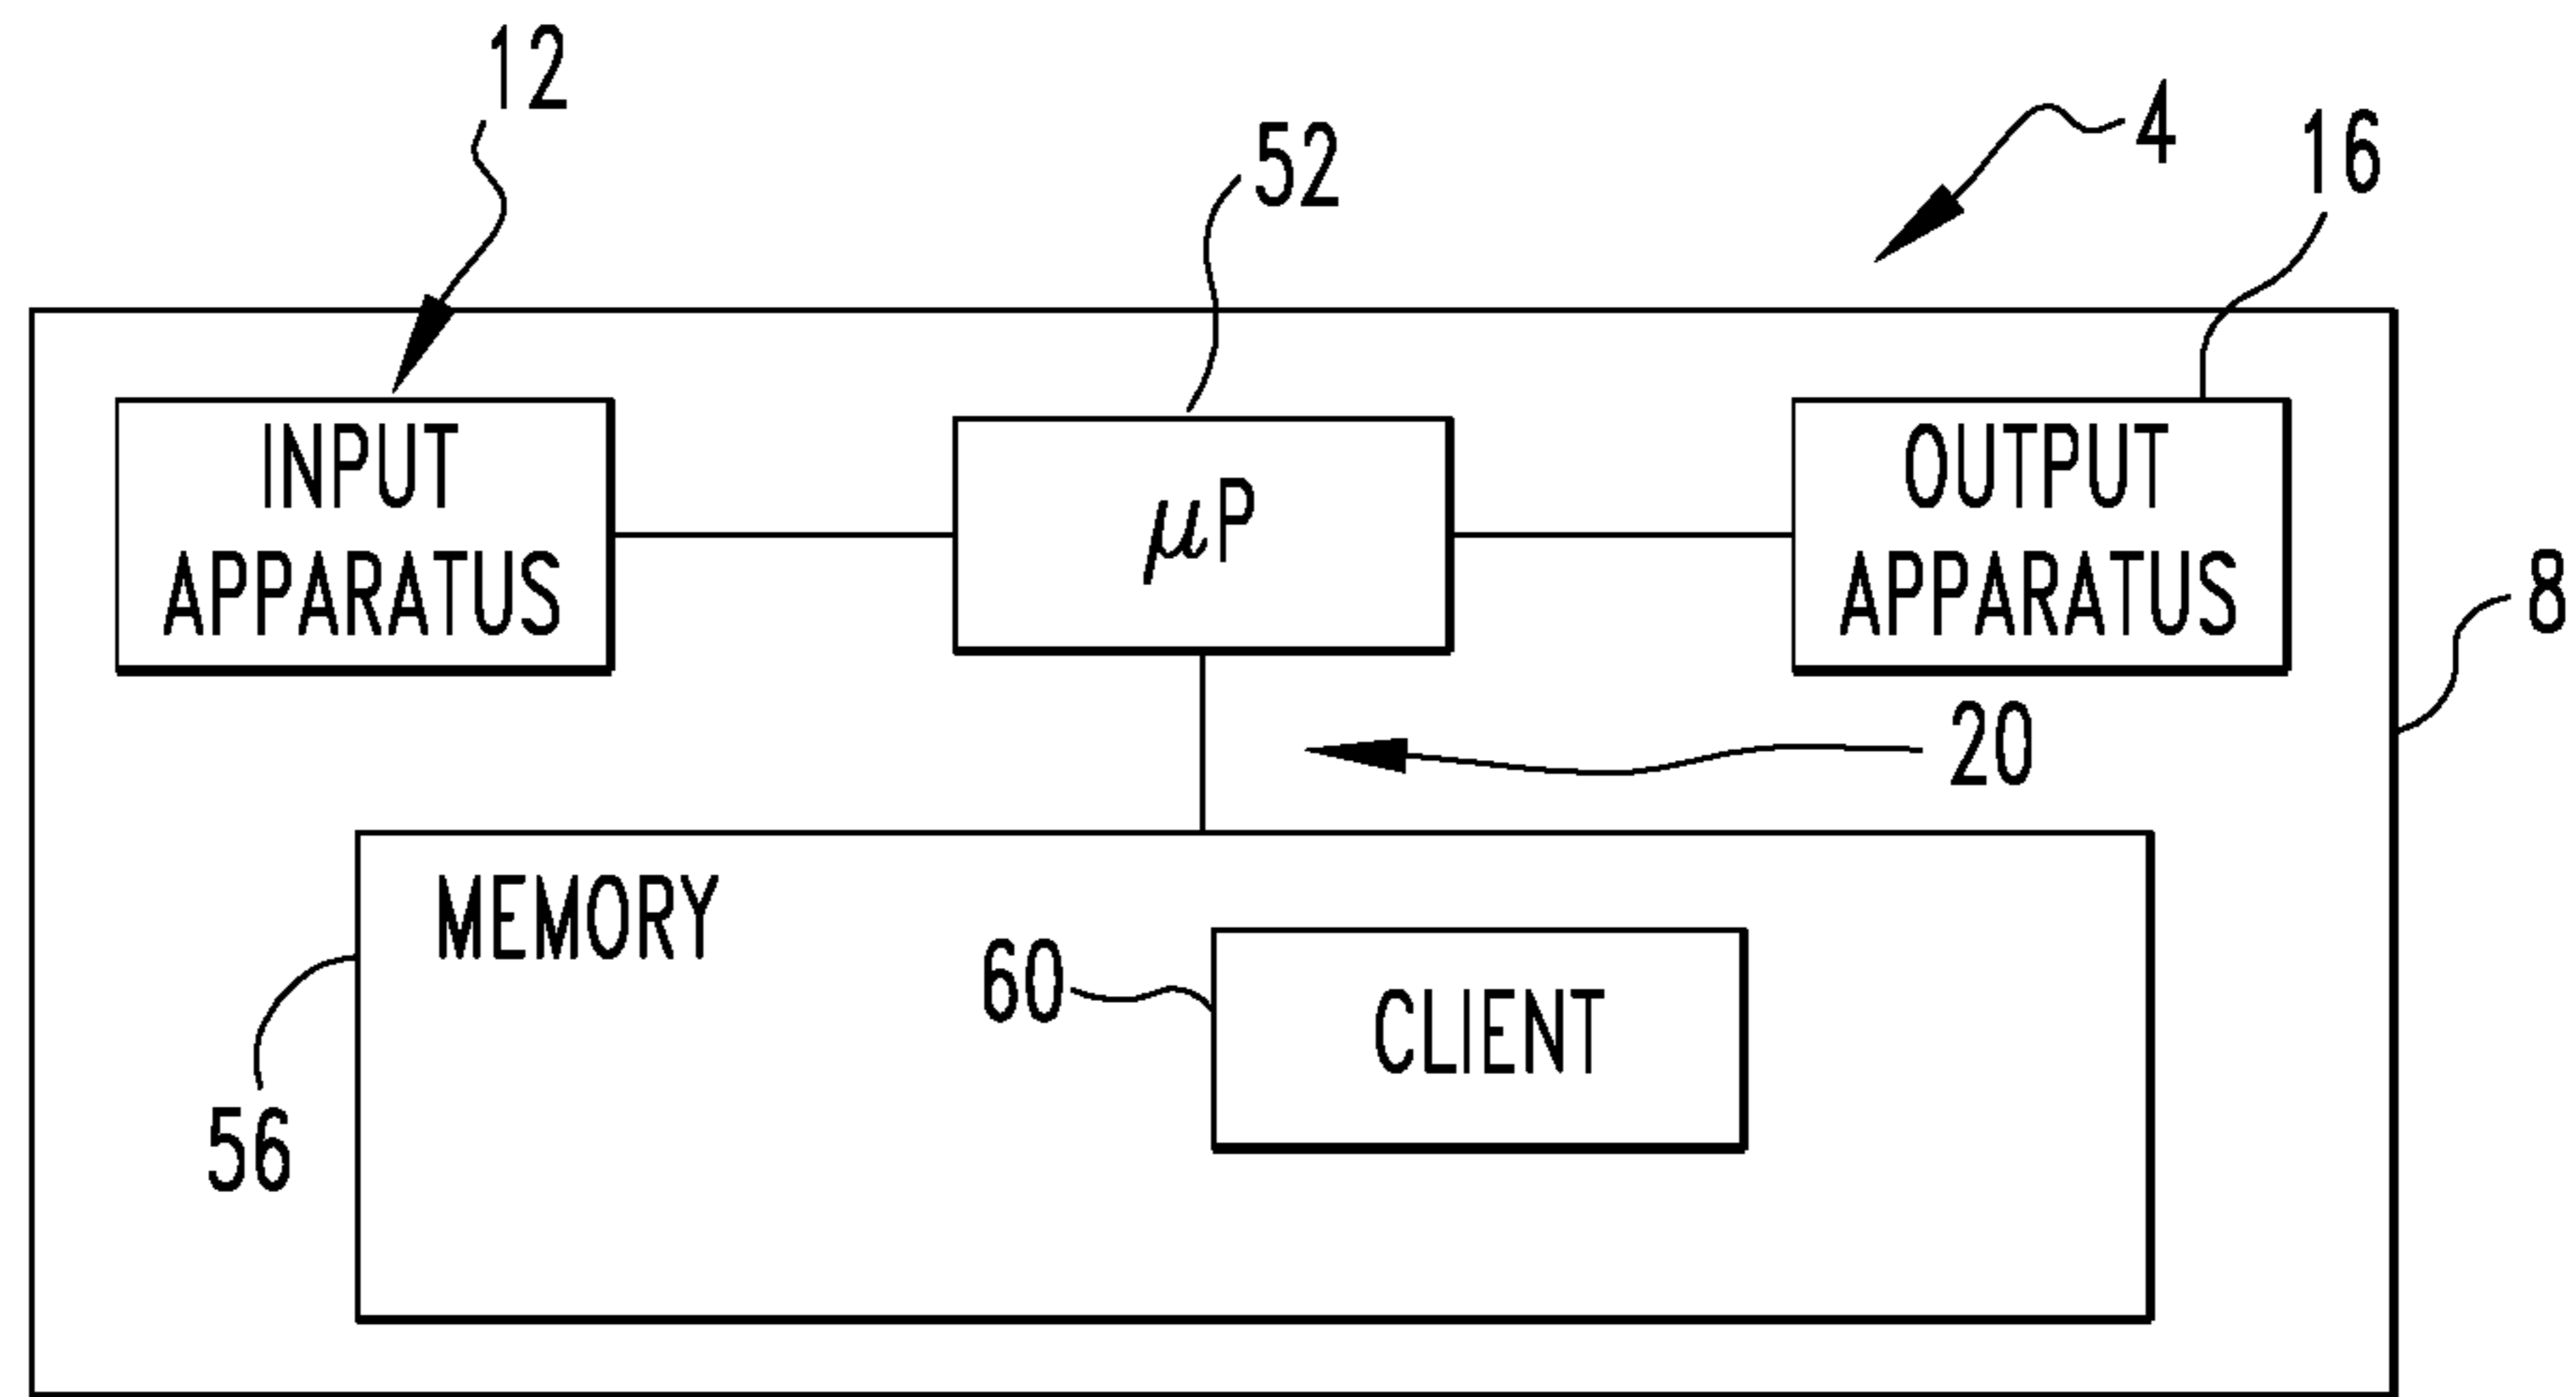 12
52
4
16
INPUT
APPARATUS
μP
OUTPUT
APPARATUS
8
20
MEMORY
60
CLIENT
56